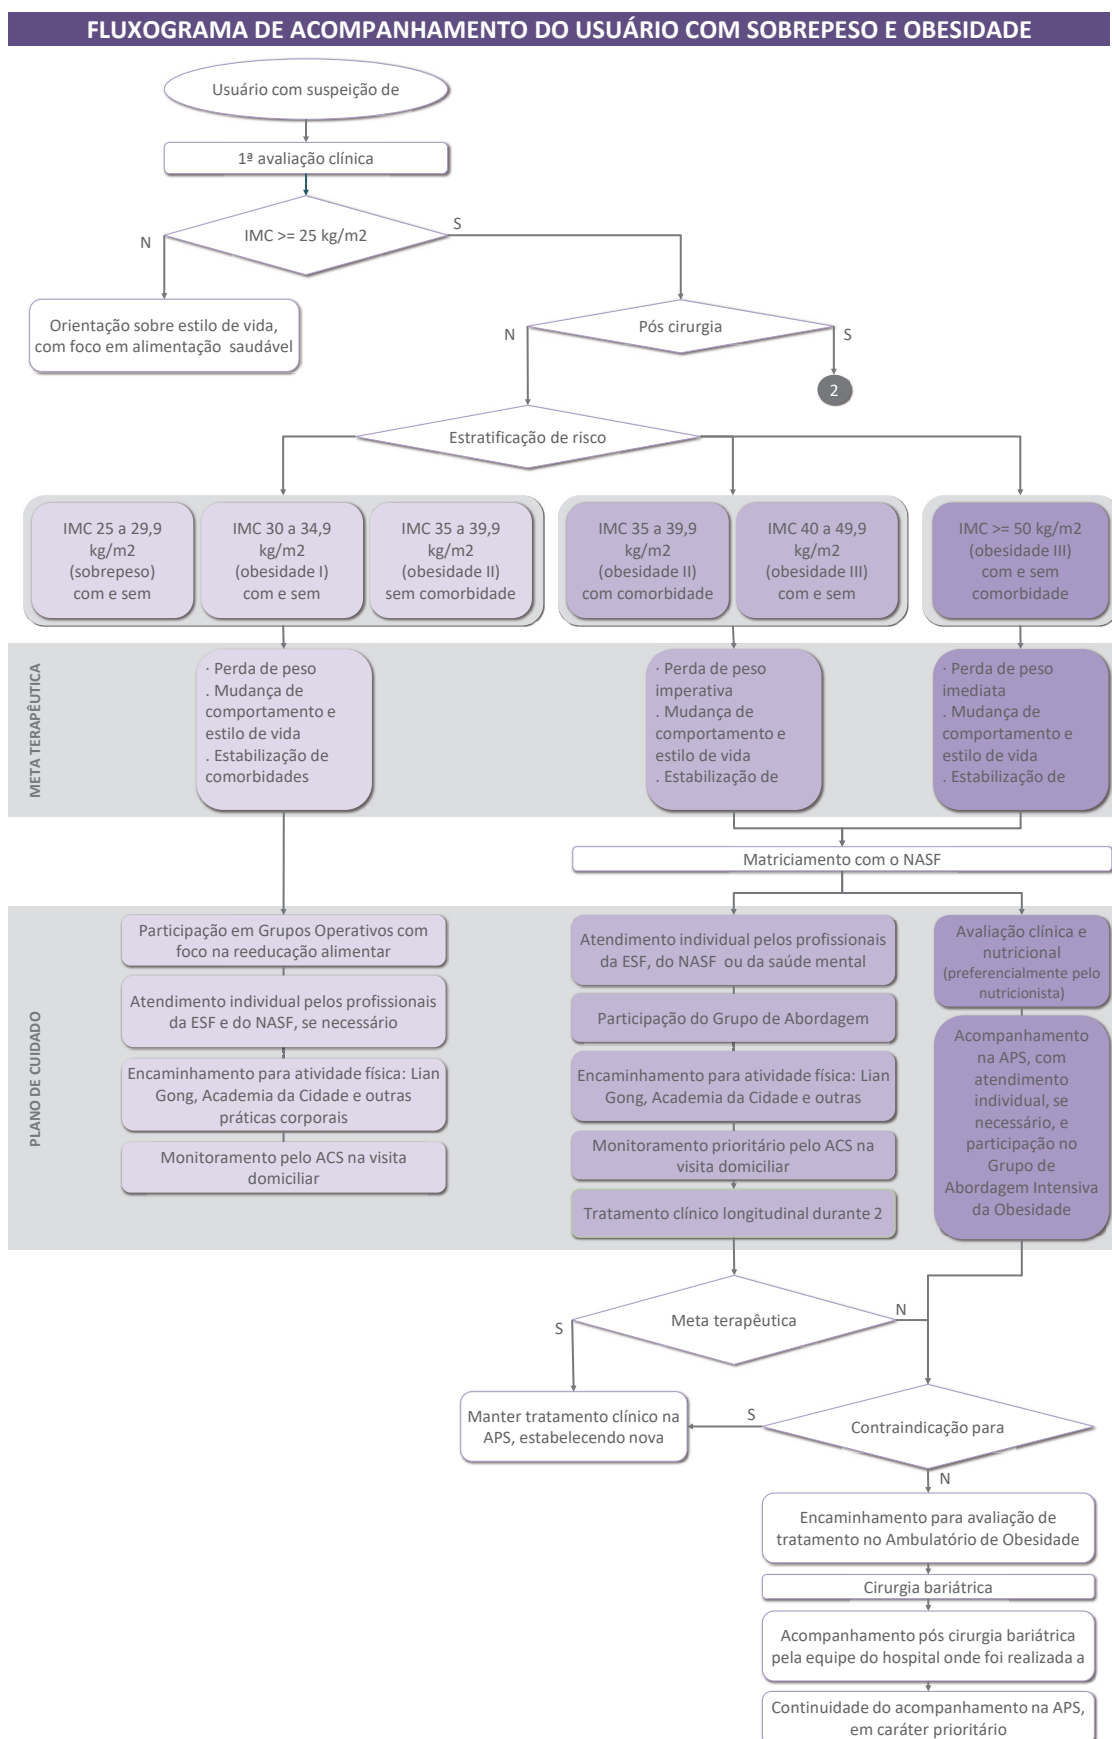 FLUXOGRAMA DE ACOMPANHAMENTO DO USUÁRIO COM SOBREPESO E OBESIDADE
Usuário com suspeição de
1ª avaliação clínica
IMC >= 25 kg/m2
N
S
Orientação sobre estilo de vida,
com foco em alimentação saudável
Pós cirurgia
N
S
2
Estratificação de risco
IMC 25 a 29,9
kg/m2
(sobrepeso)
com e sem
IMC 30 a 34,9
kg/m2
(obesidade I)
com e sem
IMC 35 a 39,9
kg/m2
(obesidade II)
sem comorbidade
IMC 35 a 39,9
kg/m2
(obesidade II)
com comorbidade
IMC 40 a 49,9
kg/m2
(obesidade III)
com e sem
IMC >= 50 kg/m2
(obesidade III)
com e sem
comorbidade
META TERAPÊUTICA
· Perda de peso
. Mudança de
comportamento e
estilo de vida
. Estabilização de
comorbidades
· Perda de peso
imperativa
. Mudança de
comportamento e
estilo de vida
. Estabilização de
· Perda de peso
imediata
. Mudança de
comportamento e
estilo de vida
. Estabilização de
Matriciamento com o NASF
PLANO DE CUIDADO
Participação em Grupos Operativos com
foco na reeducação alimentar
Atendimento individual pelos profissionais
da ESF e do NASF, se necessário
Encaminhamento para atividade física: Lian
Gong, Academia da Cidade e outras
práticas corporais
Monitoramento pelo ACS na visita
domiciliar
Atendimento individual pelos profissionais
da ESF, do NASF ou da saúde mental
Participação do Grupo de Abordagem
Encaminhamento para atividade física: Lian
Gong, Academia da Cidade e outras
Monitoramento prioritário pelo ACS na
visita domiciliar
Tratamento clínico longitudinal durante 2
Avaliação clínica e
nutricional
(preferencialmente pelo
nutricionista)
Acompanhamento
na APS, com
atendimento
individual, se
necessário, e
participação no
Grupo de
Abordagem Intensiva
da Obesidade
Meta terapêutica
S
N
Manter tratamento clínico na
APS, estabelecendo nova
S
Contraindicação para
N
Encaminhamento para avaliação de
tratamento no Ambulatório de Obesidade
Cirurgia bariátrica
Acompanhamento pós cirurgia bariátrica
pela equipe do hospital onde foi realizada a
Continuidade do acompanhamento na APS,
em caráter prioritário